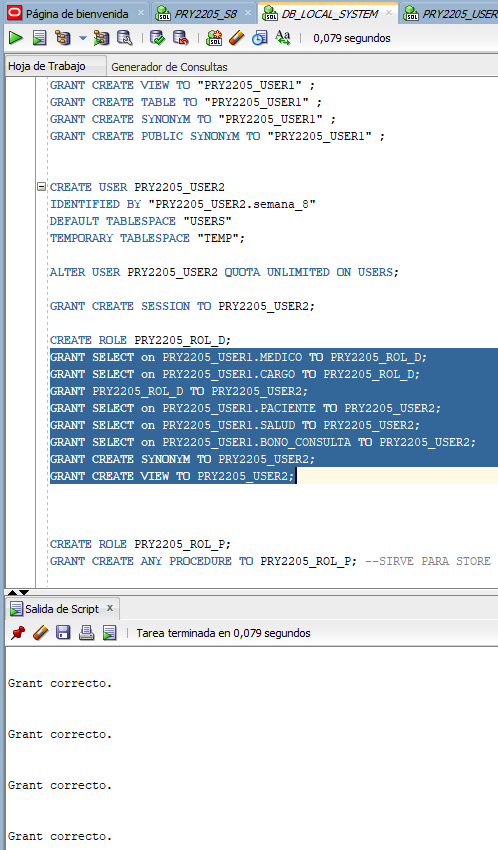 Página de bienvenida
PRY2205_S8
DB_LOCAL_SYSTEM
PRY2205_USER
0,079 segundos
Hoja de Trabajo
Generador de Consultas
GRANT CREATE VIEW TO "PRY2205_USER1" ;
GRANT CREATE TABLE TO "PRY2205_USER1" ;
GRANT CREATE SYNONYM TO "PRY2205_USER1" ;
GRANT CREATE PUBLIC SYNONYM TO "PRY2205_USER1" ;
CREATE USER PRY2205_USER2
IDENTIFIED BY "PRY2205_USER2.semana_8"
DEFAULT TABLESPACE "USERS"
TEMPORARY TABLESPACE "TEMP";
ALTER USER PRY2205_USER2 QUOTA UNLIMITED ON USERS;
GRANT CREATE SESSION TO PRY2205_USER2;
CREATE ROLE PRY2205_ROL_D;
GRANT SELECT on PRY2205_USER1.MEDICO TO PRY2205_ROL_D;
GRANT SELECT on PRY2205_USER1.CARGO TO PRY2205_ROL_D;
GRANT PRY2205_ROL_D TO PRY2205_USER2;
GRANT SELECT on PRY2205_USER1.PACIENTE TO PRY2205_USER2;
GRANT SELECT on PRY2205_USER1.SALUD TO PRY2205_USER2;
GRANT SELECT on PRY2205_USER1.BONO_CONSULTA TO PRY2205_USER2;
GRANT CREATE SYNONYM TO PRY2205_USER2;
GRANT CREATE VIEW TO PRY2205_USER2;
CREATE ROLE PRY2205_ROL_P;
GRANT CREATE ANY PROCEDURE TO PRY2205_ROL_P; --SIRVE PARA STORE
Salida de Script x
Tarea terminada en 0,079 segundos
Grant correcto.
Grant correcto.
Grant correcto.
Grant correcto.